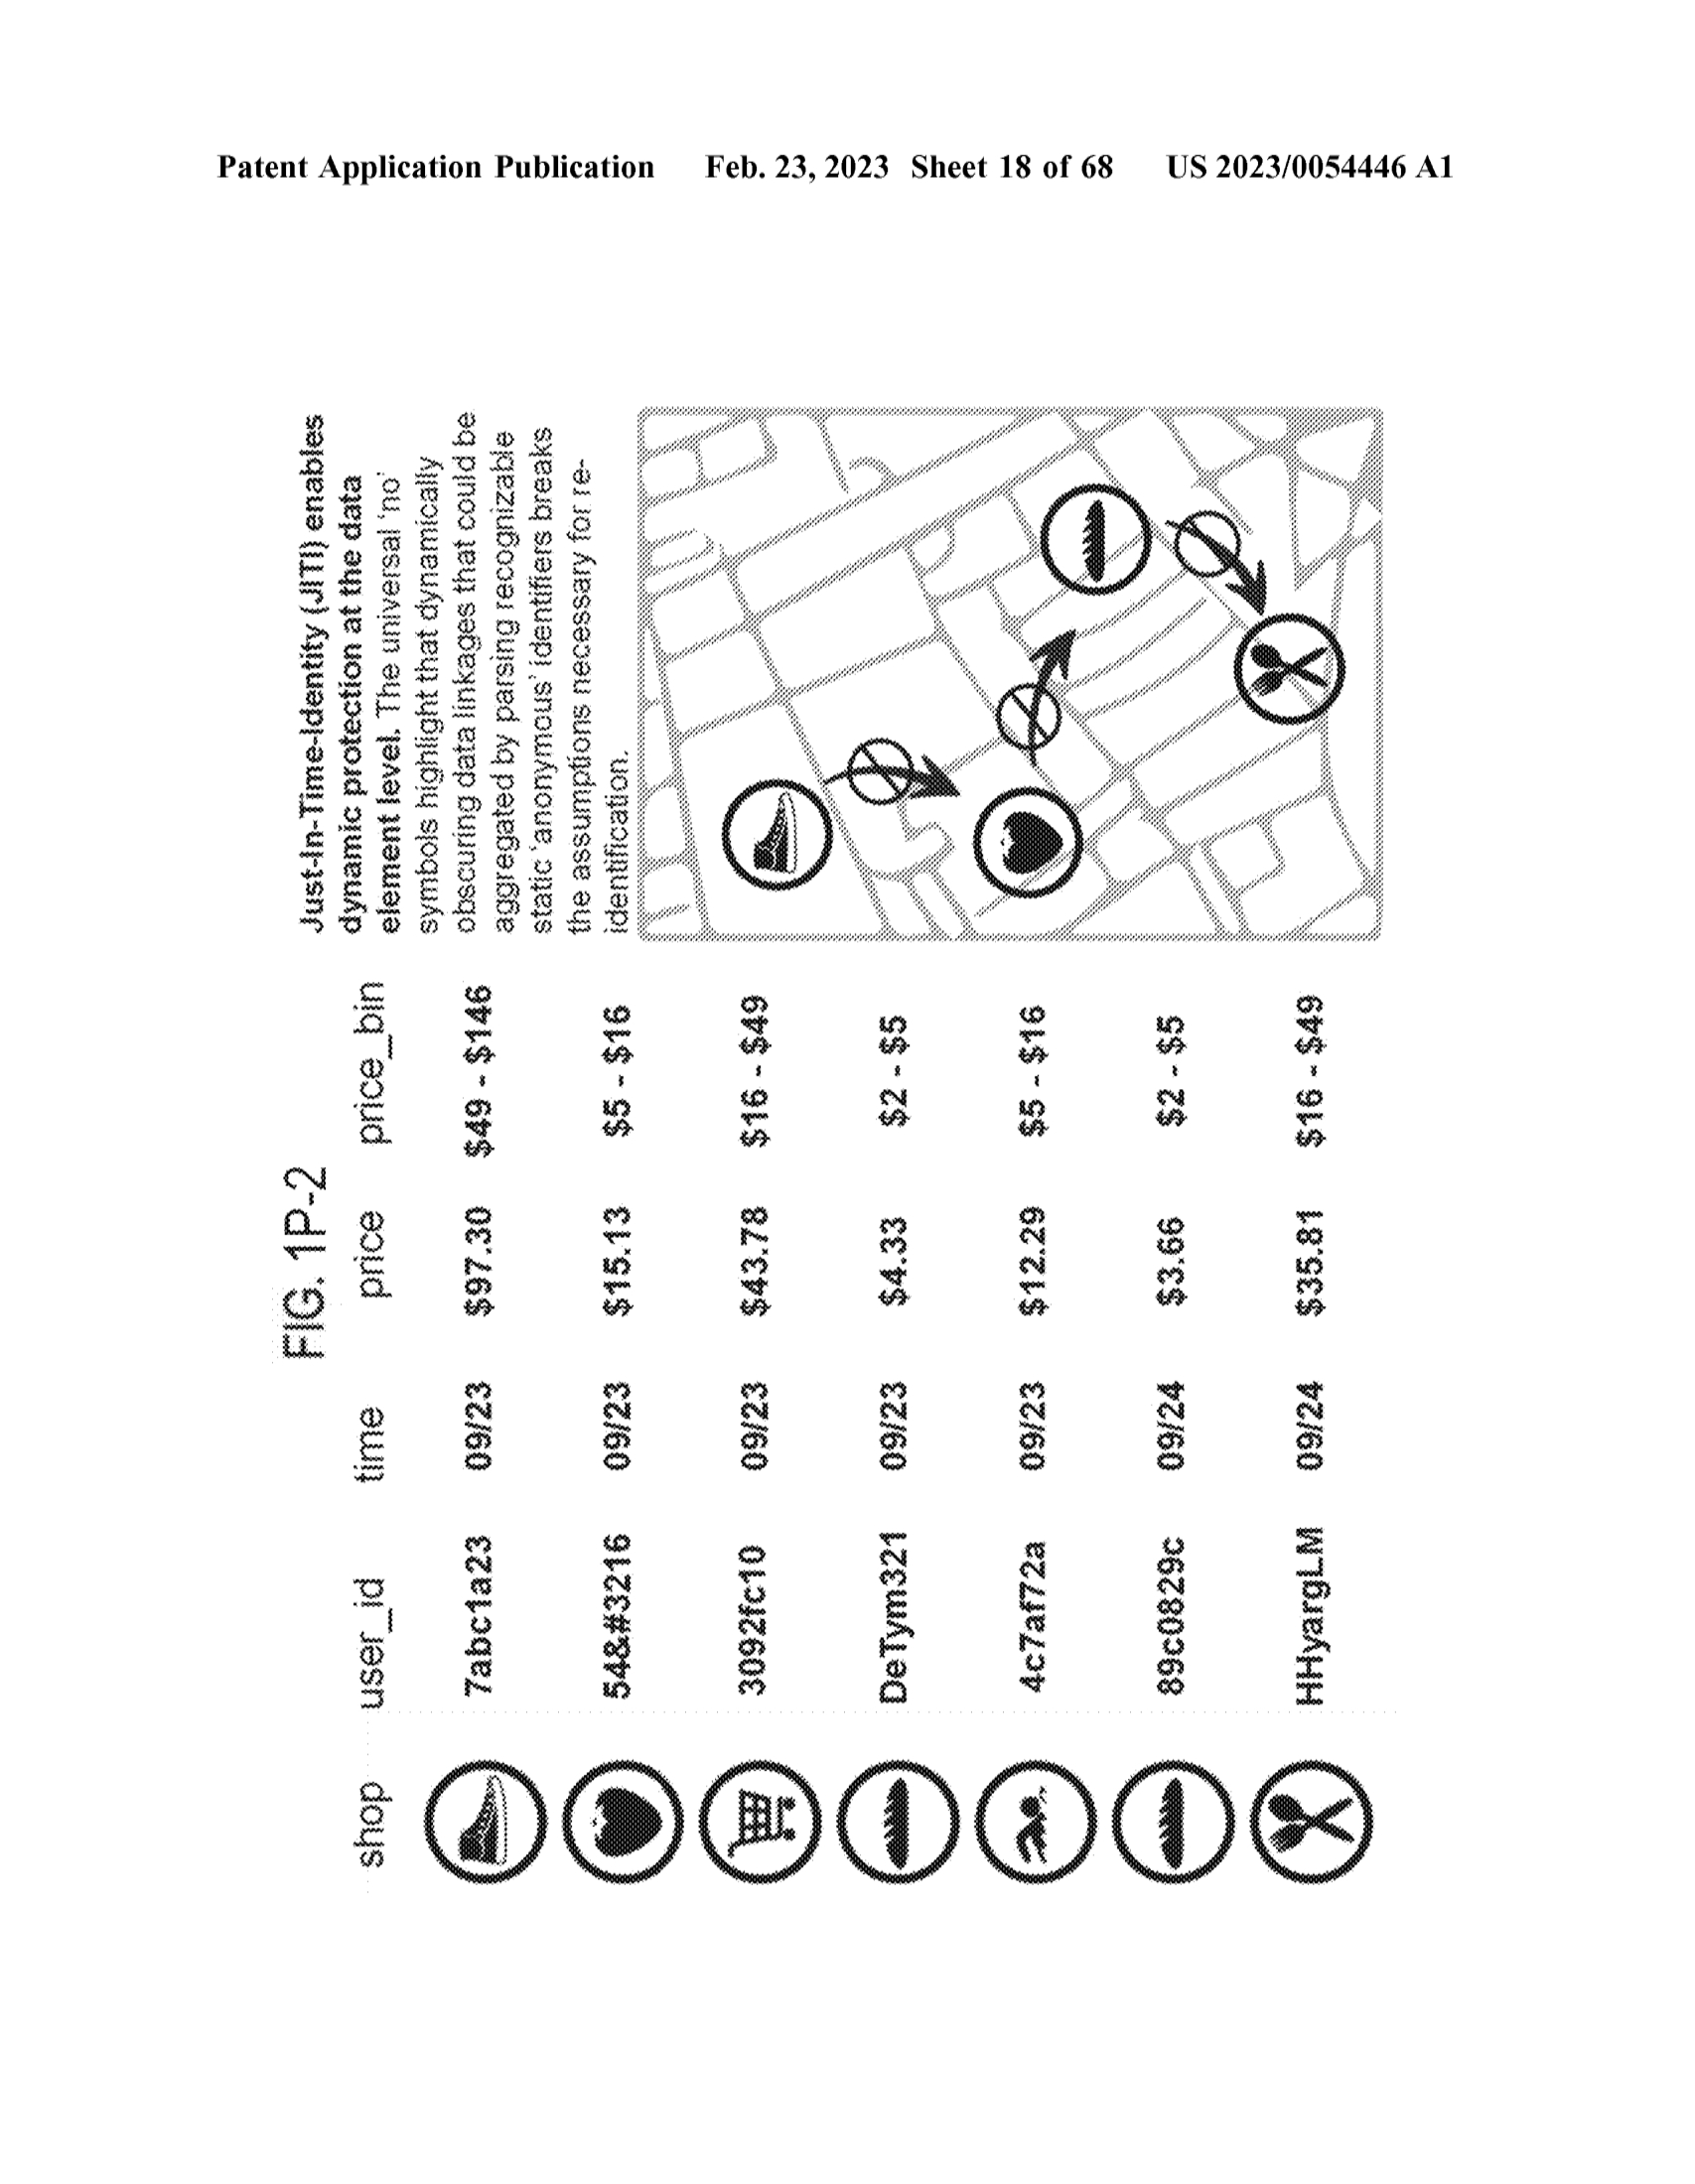 Patent Application Publication Feb. 23, 2023 Sheet 18 of 68 US 2023/0054446 A1
FIG. 1P-2
shop user_id time price price_bin
7abc1a23 09/23 $97.30 $49 - $146
54&#3216 09/23 $15.13 $5 - $16
3092fc10 09/23 $43.78 $16 - $49
DeTym321 09/23 $4.33 $2 - $5
4c7af72a 09/23 $12.29 $5 - $16
89c0829c 09/24 $3.66 $2 - $5
HHyargLM 09/24 $35.81 $16 - $49
Just-In-Time-Identity (JITI) enables
dynamic protection at the data
element level. The universal 'no'
symbols highlight that dynamically
obscuring data linkages that could be
aggregated by parsing recognizable
static 'anonymous' identifiers breaks
the assumptions necessary for re-
identification.